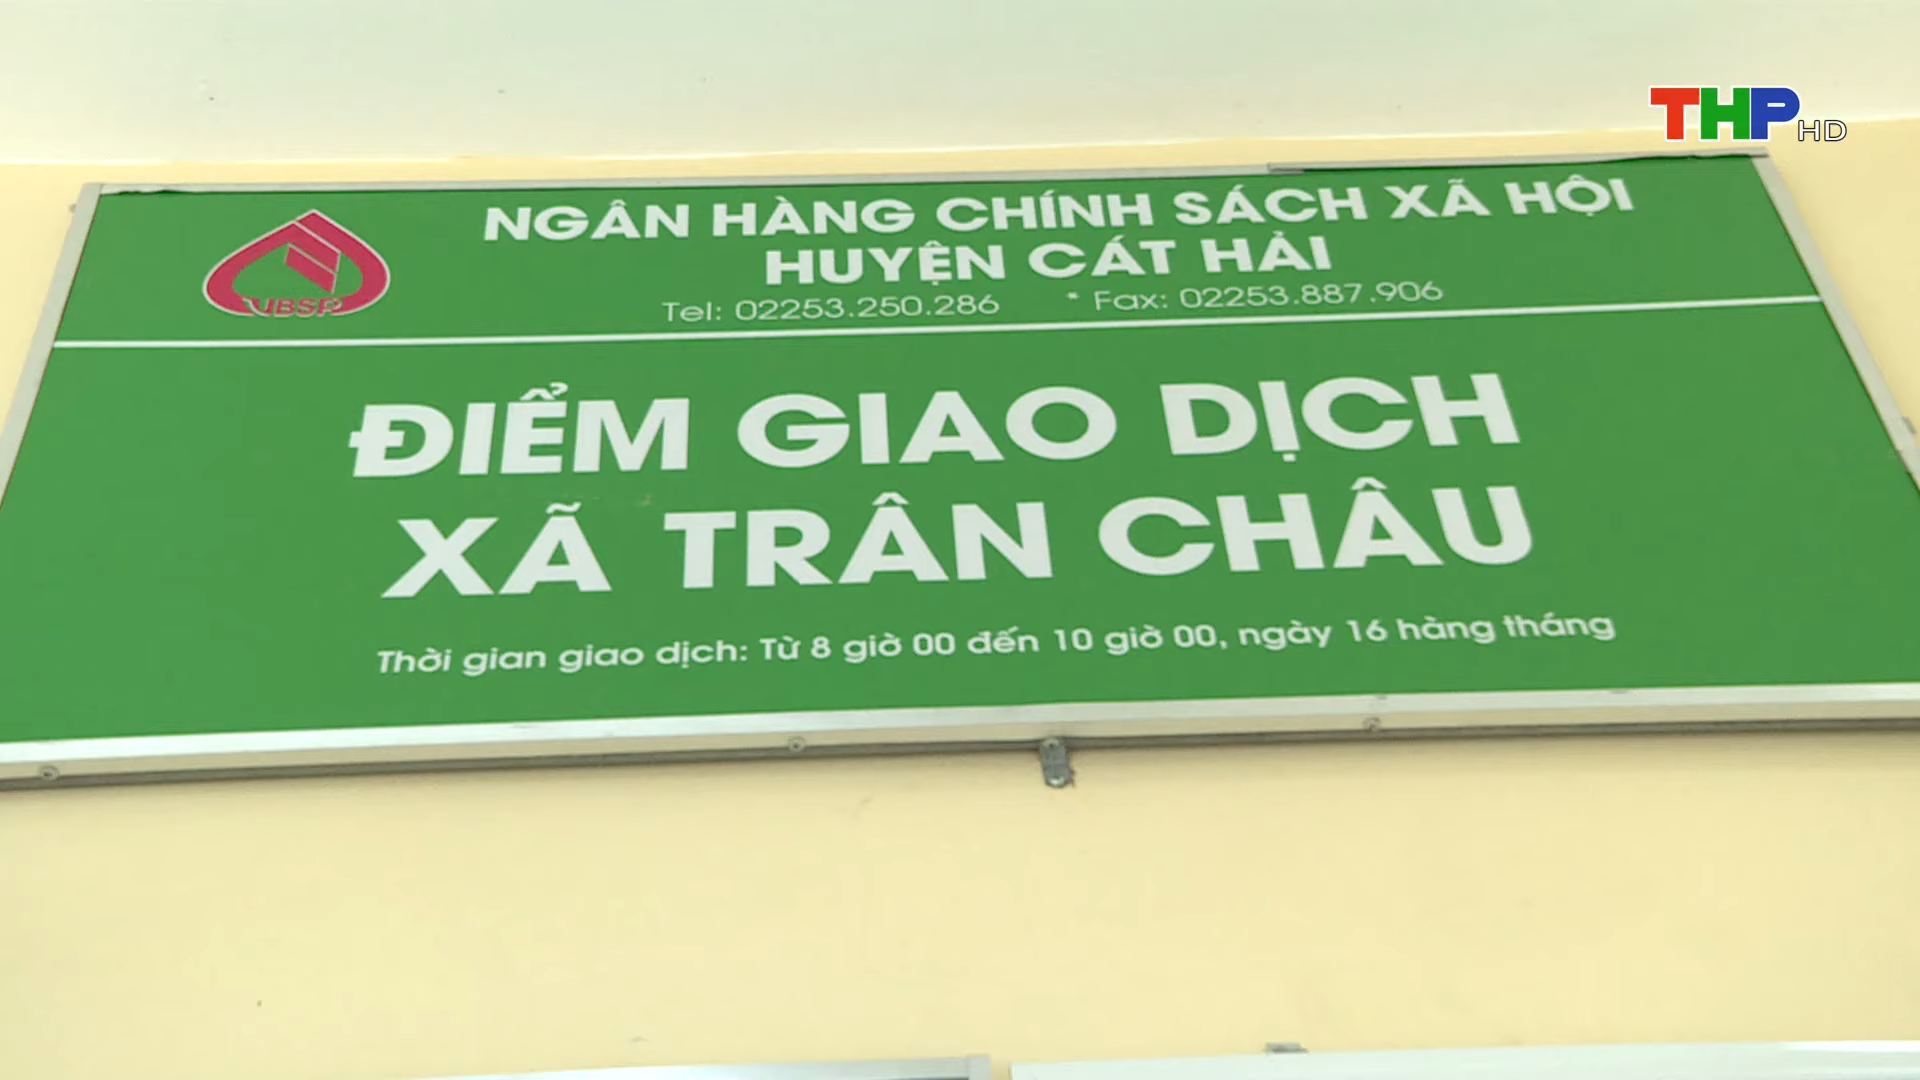 THP HD
NGÂN HÀNG CHÍNH SÁCH XÃ HỘI
HUYỆN CÁT HẢI
Tel: 02253.250.286 * Fax: 02253.887.906
VBSP
ĐIỂM GIAO DỊCH
XÃ TRÂN CHÂU
Thời gian giao dịch: Từ 8 giờ 00 đến 10 giờ 00, ngày 16 hàng tháng